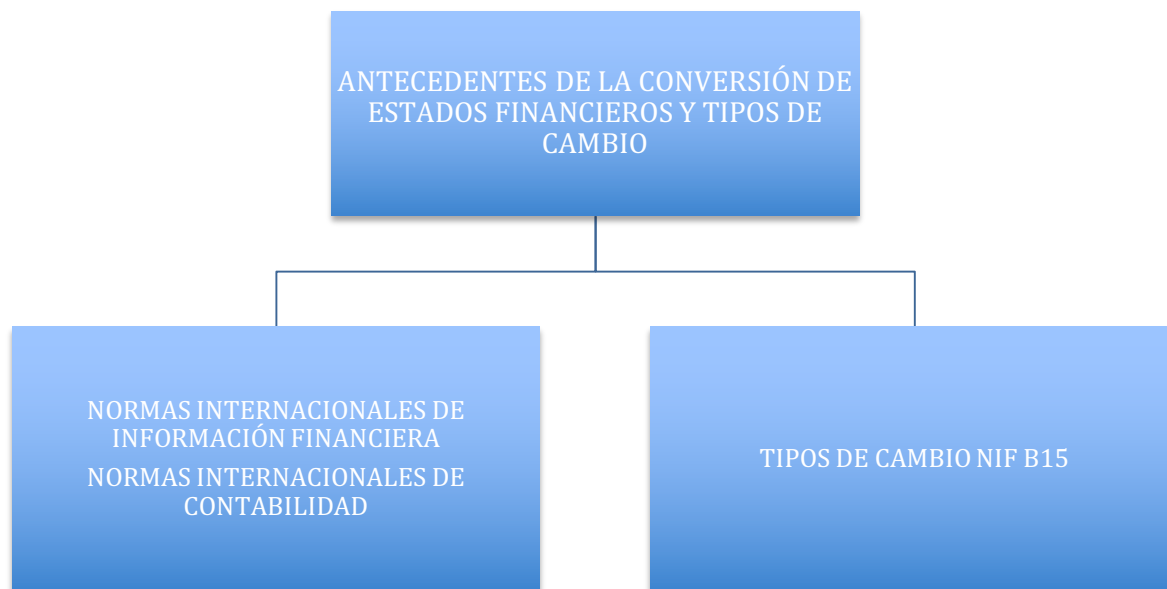 ANTECEDENTES DE LA CONVERSIÓN DE
ESTADOS FINANCIEROS Y TIPOS DE
CAMBIO
NORMAS INTERNACIONALES DE
INFORMACIÓN FINANCIERA
NORMAS INTERNACIONALES DE
CONTABILIDAD
TIPOS DE CAMBIO NIF B15